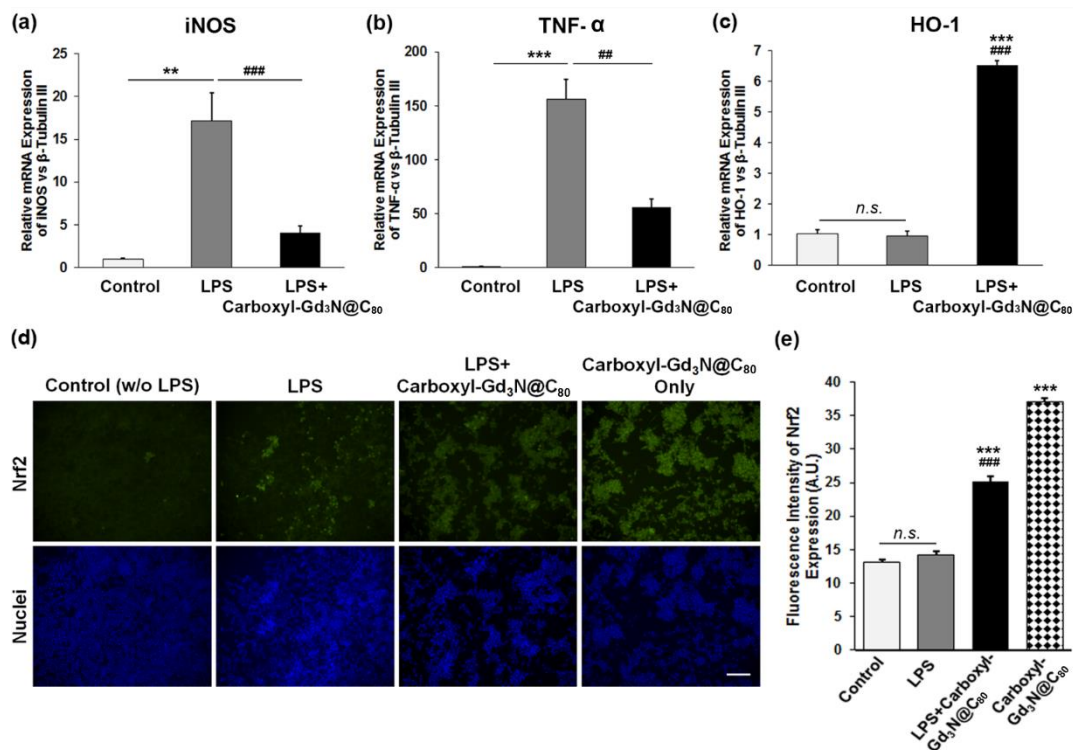 (a)
iNOS
Relative mRNA Expression
of iNOS vs β-Tubulin III
25
20
15
10
5
0
**
###
Control
LPS
LPS+
Carboxyl-Gd₃N@C₈₀
(b)
TNF- α
Relative mRNA Expression
of TNF-α vs β-Tubulin III
200
150
100
50
0
***
##
Control
LPS
LPS+
Carboxyl-Gd₃N@C₈₀
(c)
HO-1
Relative mRNA Expression
of HO-1 vs β-Tubulin III
7
6
5
4
3
2
1
0
n.s.
***
###
Control
LPS
LPS+
Carboxyl-Gd₃N@C₈₀
(d)
Control (w/o LPS)
LPS
LPS+
Carboxyl-Gd₃N@C₈₀
Carboxyl-Gd₃N@C₈₀
Only
Nrf2
Nuclei
(e)
Fluorescence Intensity of Nrf2
Expression (A.U.)
40
35
30
25
20
15
10
5
0
n.s.
***
###
***
Control
LPS
LPS+Carboxyl-
Gd₃N@C₈₀
Carboxyl-
Gd₃N@C₈₀